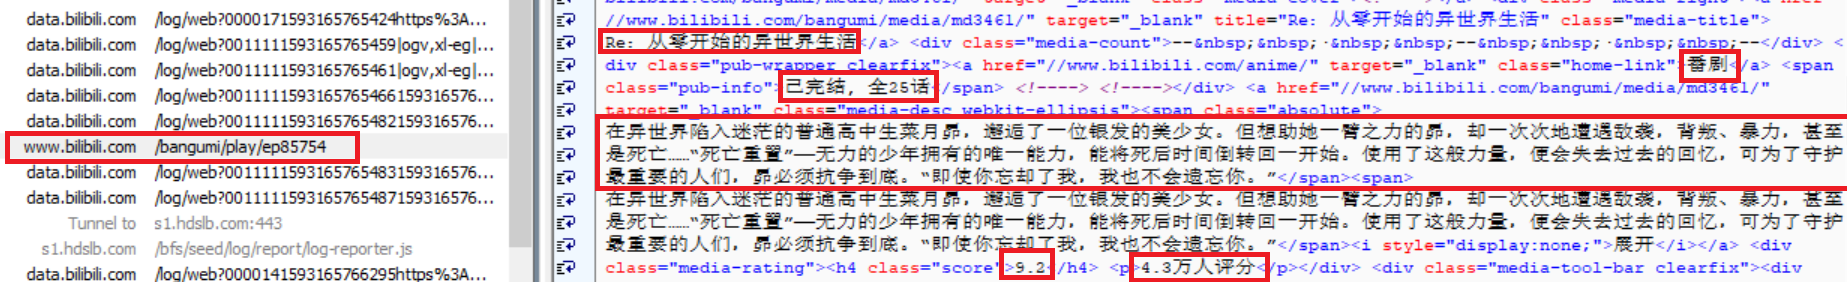 data.bilibili.com /log/web?0000171593165765424https%3A...
data.bilibili.com /log/web?0011111593165765459|ogv,xl-eg|...
data.bilibili.com /log/web?0011111593165765461|ogv,xl-eg|...
data.bilibili.com /log/web?0011111593165765466159316576...
data.bilibili.com /log/web?0011111593165765482159316576...
www.bilibili.com /bangumi/play/ep85754
data.bilibili.com /log/web?0011111593165765483159316576...
data.bilibili.com /log/web?0011111593165765487159316576...
Tunnel to s1.hdslb.com:443
s1.hdslb.com /bfs/seed/log/report/log-reporter.js
data.bilibili.com /log/web?0000141593165766295https%3A...
//www.bilibili.com/bangumi/media/md3461/" target="_blank" title="Re: 从零开始的异世界生活" class="media-title">
Re: 从零开始的异世界生活</a> <div class="media-count">--&nbsp;&nbsp;·&nbsp;&nbsp;--&nbsp;&nbsp;·&nbsp;&nbsp;--</div> <
div class="pub-wrapper clearfix"><a href="//www.bilibili.com/anime/" target="_blank" class="home-link">番剧</a> <span
class="pub-info">已完结, 全25话</span> <!----> <!----></div> <a href="//www.bilibili.com/bangumi/media/md3461/"
target="_blank" class="media-desc webkit-ellipsis"><span class="absolute">
在异世界陷入迷茫的普通高中生菜月昴，邂逅了一位银发的美少女。但想助她一臂之力的昴，却一次次地遭遇敌袭，背叛、暴力，甚至
是死亡……“死亡重置”—无力的少年拥有的唯一能力，能将死后时间倒转回一开始。使用了这般力量，便会失去过去的回忆，可为了守护
最重要的人们，昴必须抗争到底。“即使你忘却了我，我也不会遗忘你。”</span><span>
在异世界陷入迷茫的普通高中生菜月昴，邂逅了一位银发的美少女。但想助她一臂之力的昴，却一次次地遭遇敌袭，背叛、暴力，甚至
是死亡……“死亡重置”—无力的少年拥有的唯一能力，能将死后时间倒转回一开始。使用了这般力量，便会失去过去的回忆，可为了守护
最重要的人们，昴必须抗争到底。“即使你忘却了我，我也不会遗忘你。”</span><i style="display:none;">展开</i></a> <div
class="media-rating"><h4 class="score">9.2</h4> <p>4.3万人评分</p></div> <div class="media-tool-bar clearfix"><div